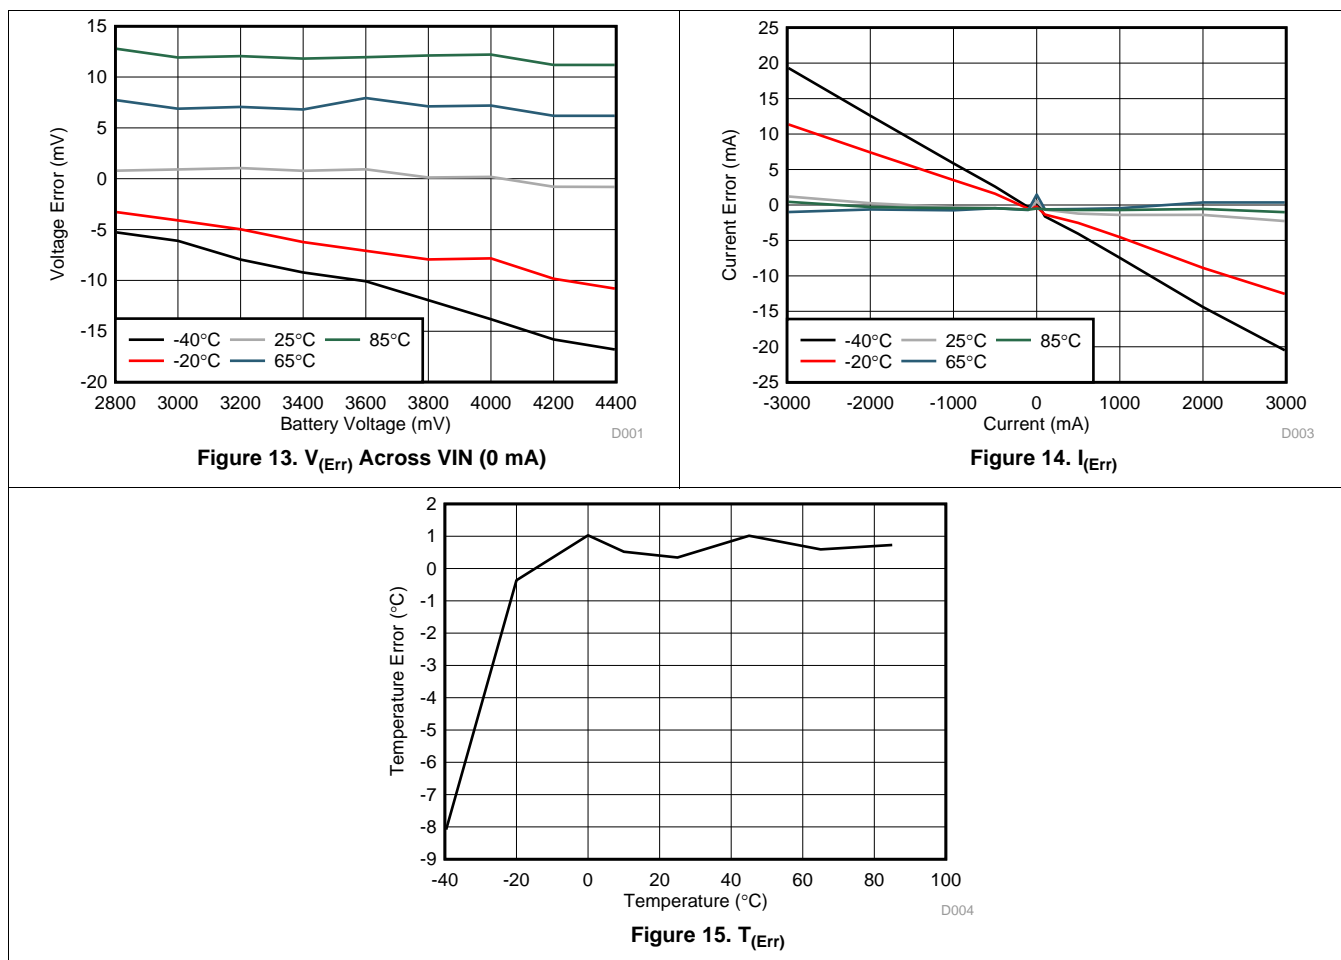 15
10
5
0
-5
-10
-15
-20
Voltage Error (mV)
-40°C 25°C 85°C
-20°C 65°C
2800 3000 3200 3400 3600 3800 4000 4200 4400
Battery Voltage (mV)
D001
Figure 13. V(Err) Across VIN (0 mA)
25
20
15
10
5
0
-5
-10
-15
-20
-25
Current Error (mA)
-40°C 25°C 85°C
-20°C 65°C
-3000 -2000 -1000 0 1000 2000 3000
Current (mA)
D003
Figure 14. I(Err)
2
1
0
-1
-2
-3
-4
-5
-6
-7
-8
-9
Temperature Error (°C)
-40 -20 0 20 40 60 80 100
Temperature (°C)
D004
Figure 15. T(Err)